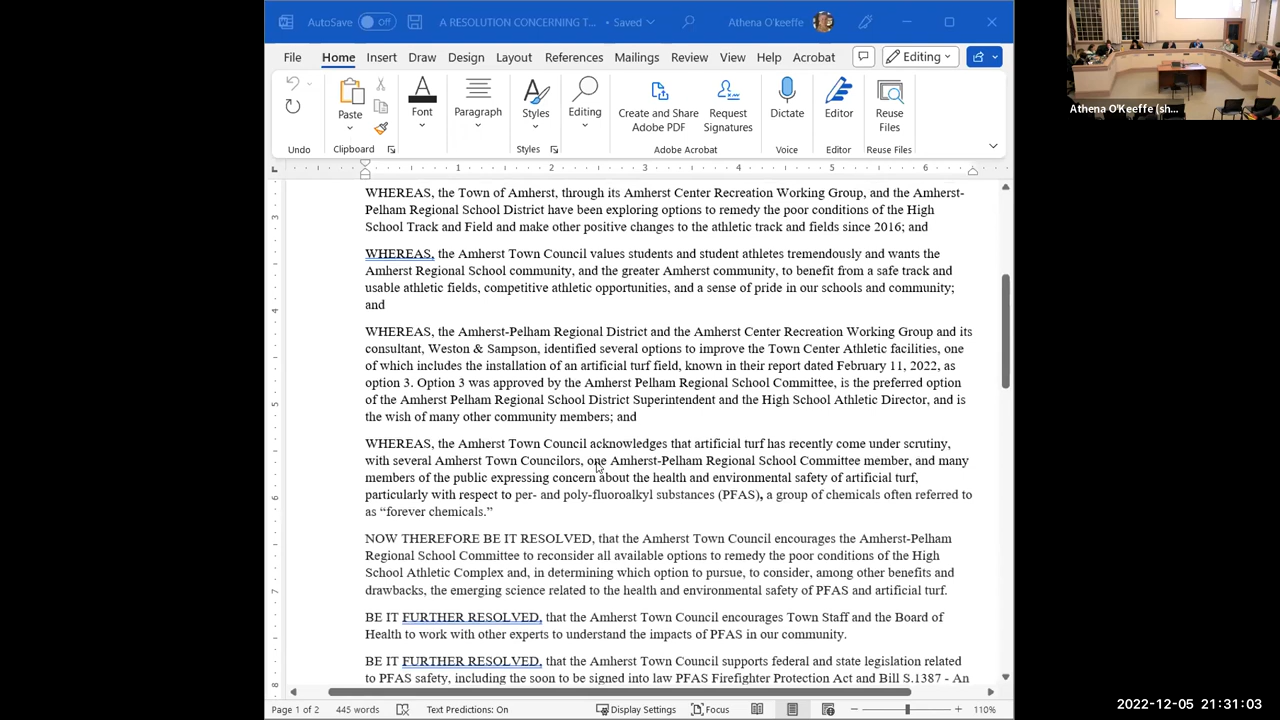 AutoSave Off A RESOLUTION CONCERNING T... • Saved Athena O'keeffe
File Home Insert Draw Design Layout References Mailings Review View Help Acrobat Editing
Paste Font Paragraph Styles Editing Create and Share Adobe PDF Request Signatures Dictate Editor Reuse Files
Undo Clipboard Styles Adobe Acrobat Voice Editor Reuse Files
1 2 3 4 5 6
WHEREAS, the Town of Amherst, through its Amherst Center Recreation Working Group, and the Amherst-
Pelham Regional School District have been exploring options to remedy the poor conditions of the High
School Track and Field and make other positive changes to the athletic track and fields since 2016; and
WHEREAS, the Amherst Town Council values students and student athletes tremendously and wants the
Amherst Regional School community, and the greater Amherst community, to benefit from a safe track and
usable athletic fields, competitive athletic opportunities, and a sense of pride in our schools and community;
and
WHEREAS, the Amherst-Pelham Regional District and the Amherst Center Recreation Working Group and its
consultant, Weston & Sampson, identified several options to improve the Town Center Athletic facilities, one
of which includes the installation of an artificial turf field, known in their report dated February 11, 2022, as
option 3. Option 3 was approved by the Amherst Pelham Regional School Committee, is the preferred option
of the Amherst Pelham Regional School District Superintendent and the High School Athletic Director, and is
the wish of many other community members; and
WHEREAS, the Amherst Town Council acknowledges that artificial turf has recently come under scrutiny,
with several Amherst Town Councilors, one Amherst-Pelham Regional School Committee member, and many
members of the public expressing concern about the health and environmental safety of artificial turf,
particularly with respect to per- and poly-fluoroalkyl substances (PFAS), a group of chemicals often referred to
as “forever chemicals.”
NOW THEREFORE BE IT RESOLVED, that the Amherst Town Council encourages the Amherst-Pelham
Regional School Committee to reconsider all available options to remedy the poor conditions of the High
School Athletic Complex and, in determining which option to pursue, to consider, among other benefits and
drawbacks, the emerging science related to the health and environmental safety of PFAS and artificial turf.
BE IT FURTHER RESOLVED, that the Amherst Town Council encourages Town Staff and the Board of
Health to work with other experts to understand the impacts of PFAS in our community.
BE IT FURTHER RESOLVED, that the Amherst Town Council supports federal and state legislation related
to PFAS safety, including the soon to be signed into law PFAS Firefighter Protection Act and Bill S.1387 - An
3
4
5
6
7
8
Page 1 of 2 445 words Text Predictions: On Display Settings Focus 110%
Athena O'Keeffe (sh...
2022-12-05 21:31:03